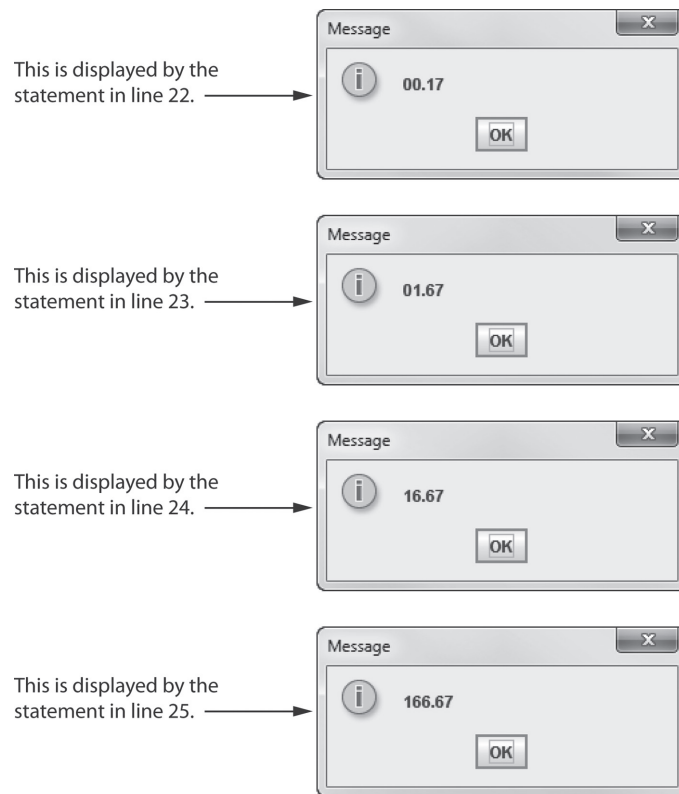 Message
This is displayed by the
statement in line 22.
00.17
OK
Message
This is displayed by the
statement in line 23.
01.67
OK
Message
This is displayed by the
statement in line 24.
16.67
OK
Message
This is displayed by the
statement in line 25.
166.67
OK